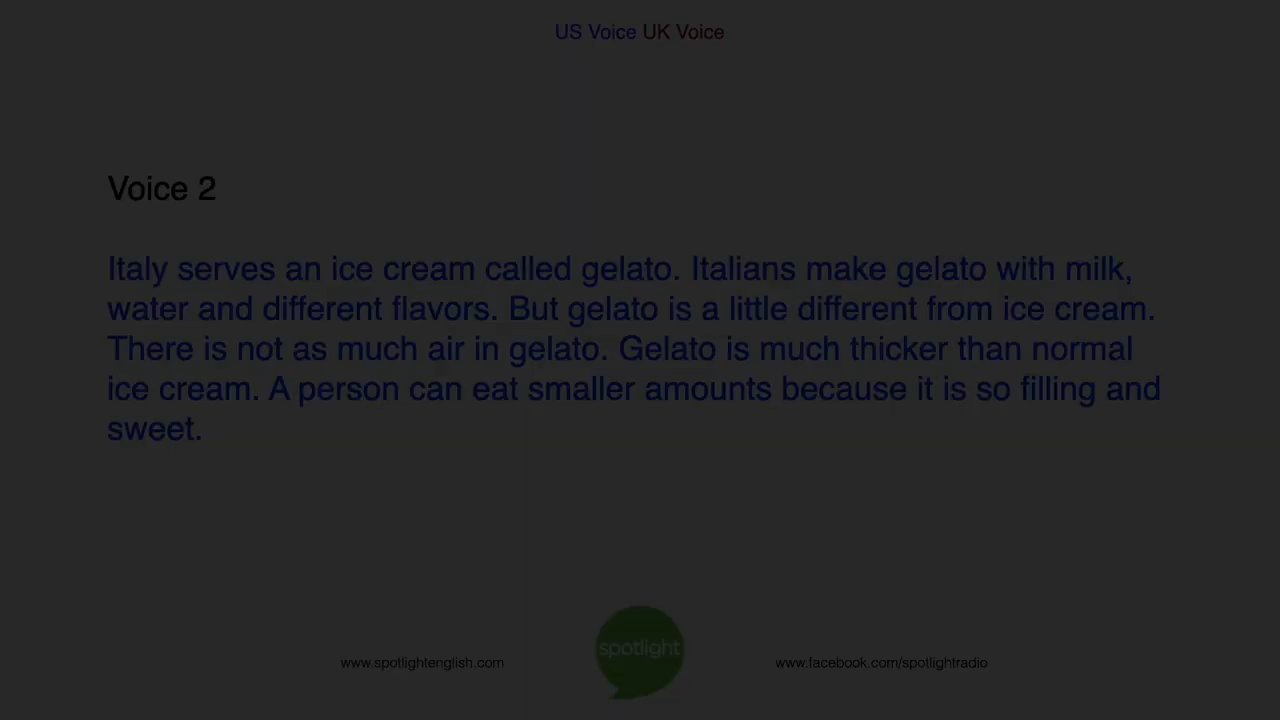 US Voice UK Voice
Voice 2
Italy serves an ice cream called gelato. Italians make gelato with milk,
water and different flavors. But gelato is a little different from ice cream.
There is not as much air in gelato. Gelato is much thicker than normal
ice cream. A person can eat smaller amounts because it is so filling and
sweet.
spotlight
www.spotlightenglish.com
www.facebook.com/spotlightradio